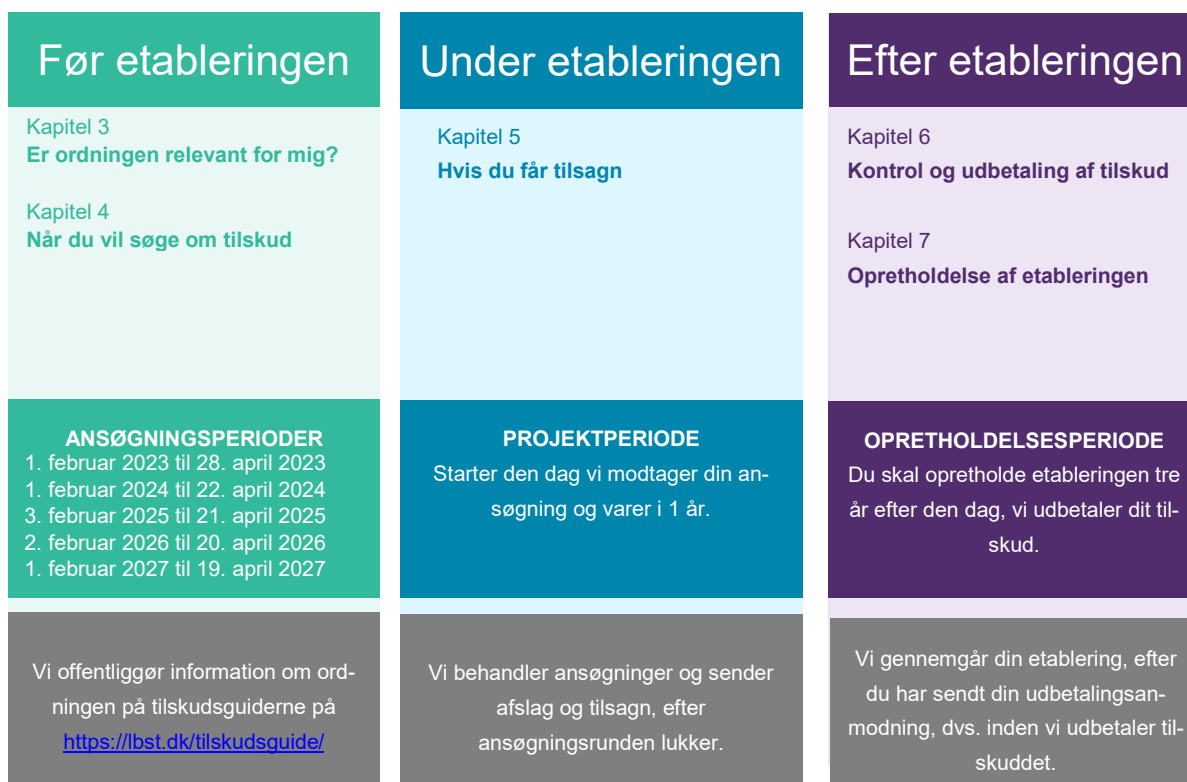 Før etableringen
Kapitel 3
Er ordningen relevant for mig?
Kapitel 4
Når du vil søge om tilskud
ANSØGNINGSPERIODER
1. februar 2023 til 28. april 2023
1. februar 2024 til 22. april 2024
3. februar 2025 til 21. april 2025
2. februar 2026 til 20. april 2026
1. februar 2027 til 19. april 2027
Vi offentliggør information om ord-
ningen på tilskudsguiderne på
https://lbst.dk/tilskudsguide/
Under etableringen
Kapitel 5
Hvis du får tilsagn
PROJEKTPERIODE
Starter den dag vi modtager din an-
søgning og varer i 1 år.
Vi behandler ansøgninger og sender
afslag og tilsagn, efter
ansøgningsrunden lukker.
Efter etableringen
Kapitel 6
Kontrol og udbetaling af tilskud
Kapitel 7
Opretholdelse af etableringen
OPRETHOLDELSESPERIODE
Du skal opretholde etableringen tre
år efter den dag, vi udbetaler dit til-
skud.
Vi gennemgår din etablering, efter
du har sendt din udbetalingsan-
modning, dvs. inden vi udbetaler til-
skuddet.